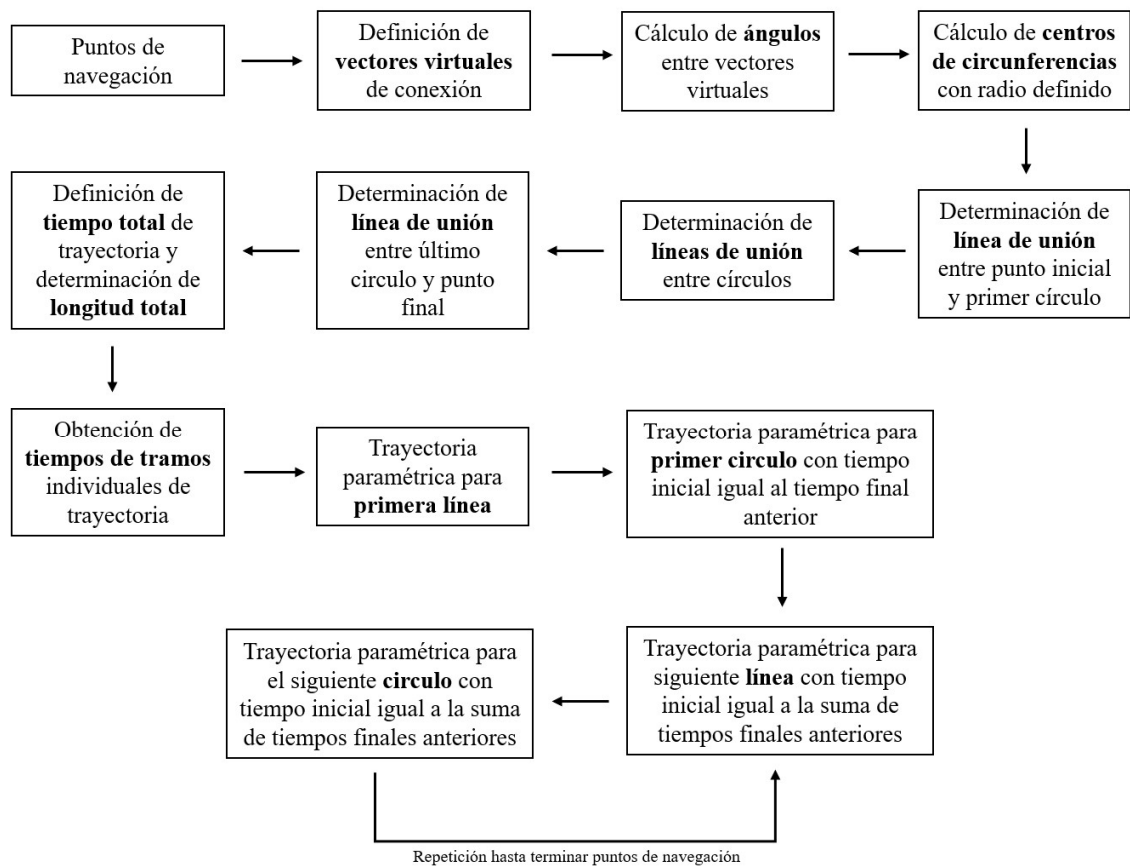 Puntos de
navegación
Definición de
vectores virtuales
de conexión
Cálculo de ángulos
entre vectores
virtuales
Cálculo de centros
de circunferencias
con radio definido
Determinación de
línea de unión
entre punto inicial
y primer círculo
Determinación de
líneas de unión
entre círculos
Determinación de
línea de unión
entre último
circulo y punto
final
Definición de
tiempo total de
trayectoria y
determinación de
longitud total
Obtención de
tiempos de tramos
individuales de
trayectoria
Trayectoria
paramétrica para
primera línea
Trayectoria paramétrica para
primer circulo con tiempo
inicial igual al tiempo final
anterior
Trayectoria paramétrica para
siguiente línea con tiempo
inicial igual a la suma de
tiempos finales anteriores
Trayectoria paramétrica para
el siguiente circulo con
tiempo inicial igual a la suma
de tiempos finales anteriores
Repetición hasta terminar puntos de navegación